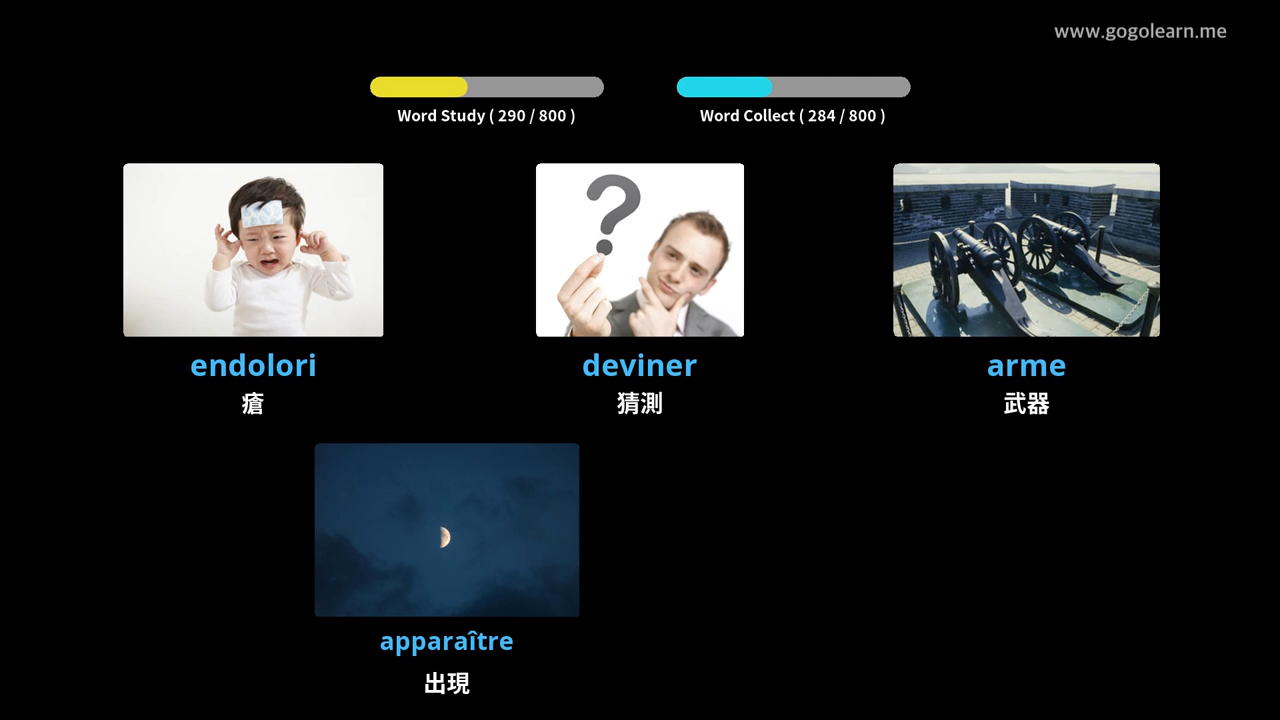 www.gogolearn.me
Word Study ( 290 / 800 )
Word Collect ( 284 / 800 )
endolori
瘡
deviner
猜測
arme
武器
apparaître
出現